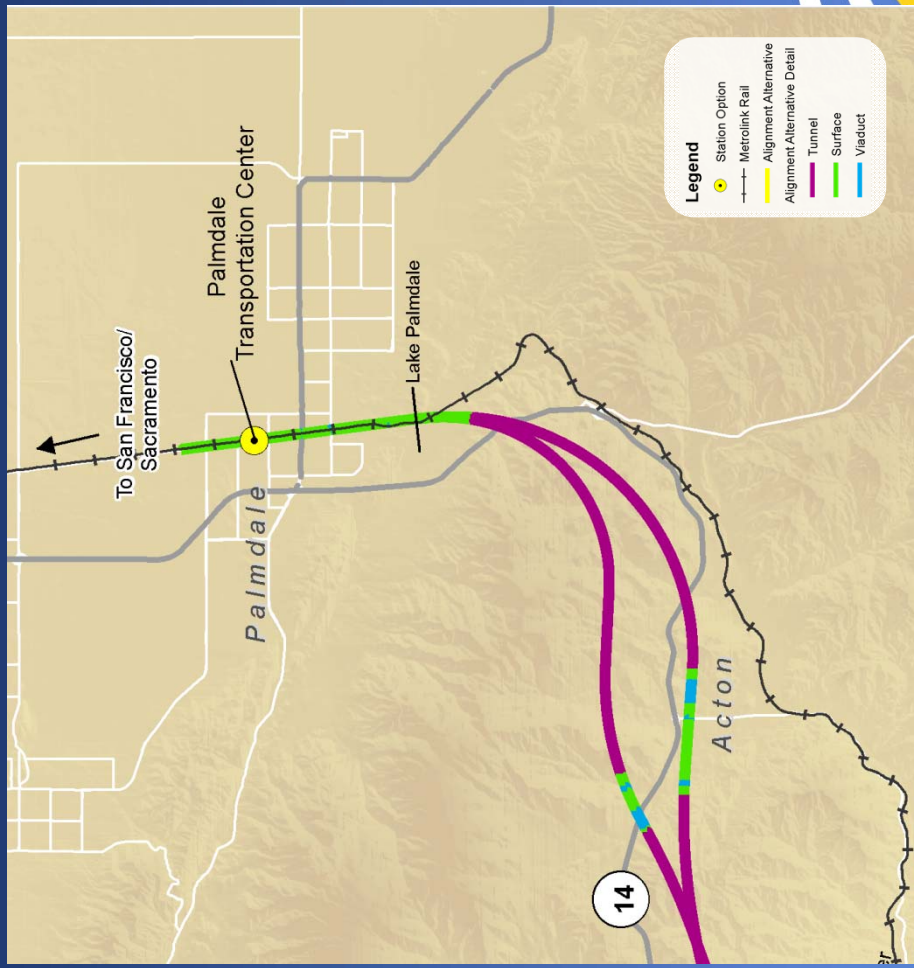 To San Francisco/
Sacramento
Palmdale
Transportation Center
Palmdale
Lake Palmdale
Acton
14
Legend
Station Option
Metrolink Rail
Alignment Alternative
Alignment Alternative Detail
Tunnel
Surface
Viaduct